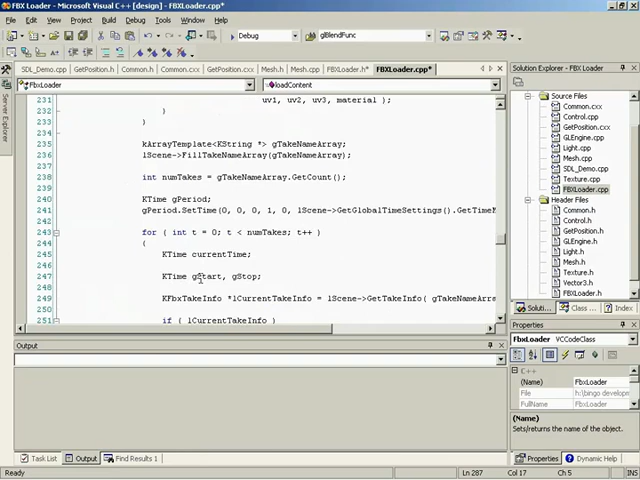 FBX Loader - Microsoft Visual C++ [design] - FBXLoader.cpp*
File Edit View Project Build Debug Tools Window Help
Debug glBlendFunc
SDL_Demo.cpp GetPosition.h Common.h Common.cxx GetPosition.cxx Mesh.h Mesh.cpp FBXLoader.h* FBXLoader.cpp*
FbxLoader loadContent
231 uv1, uv2, uv3, material );
232 }
233 }
234
235 kArrayTemplate<KString *> gTakeNameArray;
236 lScene->FillTakeNameArray(gTakeNameArray);
237
238 int numTakes = gTakeNameArray.GetCount();
239
240 KTime gPeriod;
241 gPeriod.SetTime(0, 0, 0, 1, 0, lScene->GetGlobalTimeSettings().GetTimeM
242
243 for ( int t = 0; t < numTakes; t++ )
244 {
245 KTime currentTime;
246
247 KTime gStart, gStop;
248
249 KFbxTakeInfo *lCurrentTakeInfo = lScene->GetTakeInfo( gTakeNameArra
250
251 if ( lCurrentTakeInfo )
Output
Task List Output Find Results 1
Solution Explorer - FBX Loader
Source Files
Common.cxx
Control.cpp
GetPosition.cxx
GLEngine.cpp
Light.cpp
Mesh.cpp
SDL_Demo.cpp
Texture.cpp
FBXLoader.cpp
Header Files
Common.h
Control.h
GetPosition.h
GLEngine.h
Light.h
Mesh.h
Texture.h
Vector3.h
FBXLoader.h
Soluti... Class ... Index
Properties
FbxLoader VCCodeClass
C++
(Name) FbxLoader
File h:\bingo develop
FullName FbxLoader
(Name)
Sets/returns the name of the object.
Properties Dynamic Help
Ready Ln 287 Col 17 Ch 5 INS